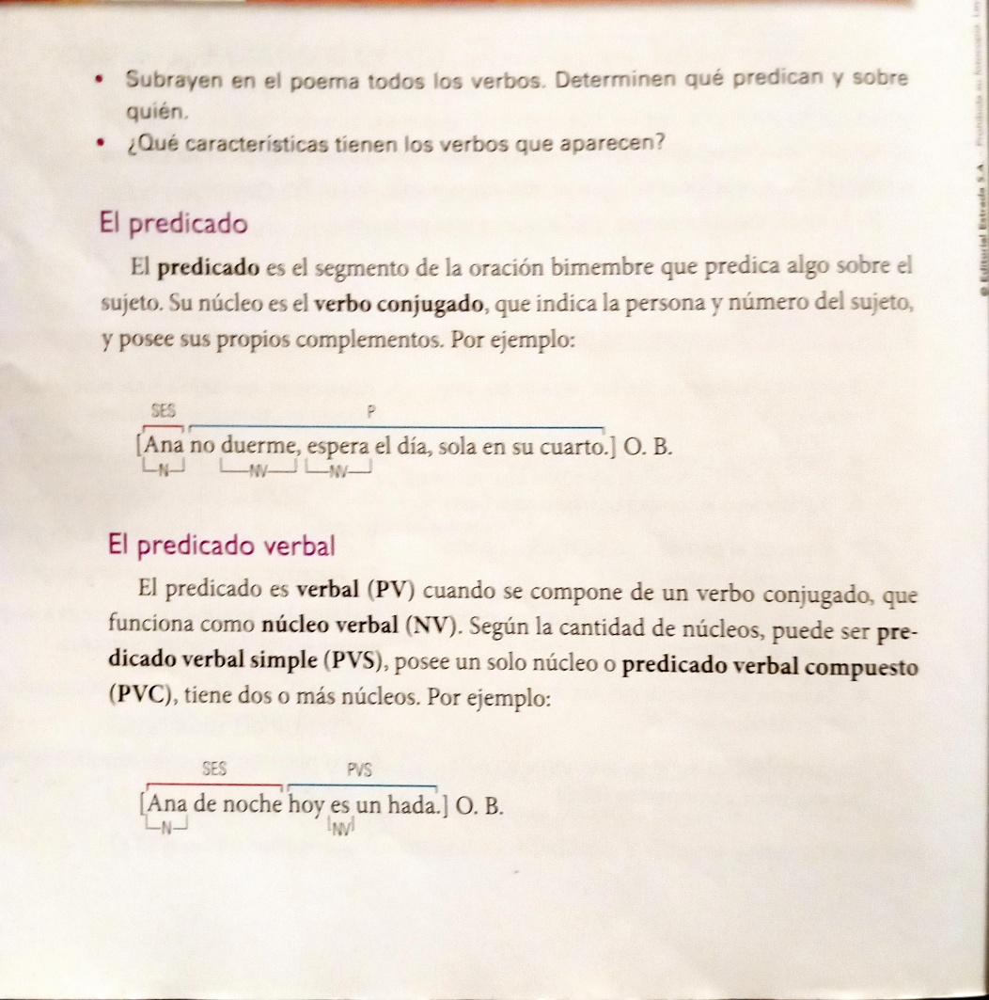 • Subrayen en el poema todos los verbos. Determinen qué predican y sobre
quién.
• ¿Qué características tienen los verbos que aparecen?
El predicado
El predicado es el segmento de la oración bimembre que predica algo sobre el
sujeto. Su núcleo es el verbo conjugado, que indica la persona y número del sujeto,
y posee sus propios complementos. Por ejemplo:
SES P
[Ana no duerme, espera el día, sola en su cuarto.] O. B.
N NV NV
El predicado verbal
El predicado es verbal (PV) cuando se compone de un verbo conjugado, que
funciona como núcleo verbal (NV). Según la cantidad de núcleos, puede ser pre-
dicado verbal simple (PVS), posee un solo núcleo o predicado verbal compuesto
(PVC), tiene dos o más núcleos. Por ejemplo:
SES PVS
[Ana de noche hoy es un hada.] O. B.
N NV
© Editorial Estrada S.A. - Prohibida su fotocopia. Ley